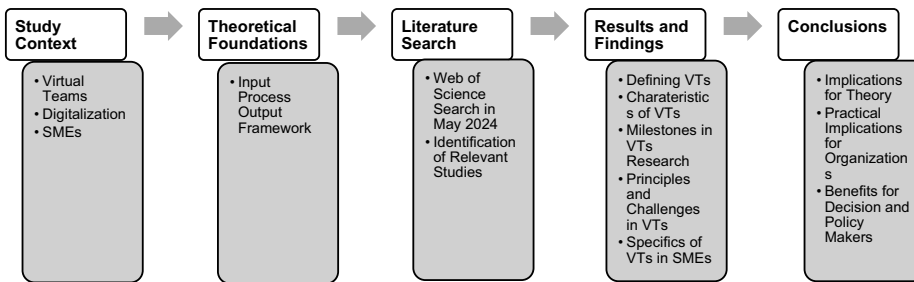 Study
Context
• Virtual
Teams
• Digitalization
• SMEs
Theoretical
Foundations
• Input
Process
Output
Framework
Literature
Search
• Web of
Science
Search in
May 2024
• Identification
of Relevant
Studies
Results and
Findings
• Defining VTs
• Charateristic
s of VTs
• Milestones in
VTs
Research
• Principles
and
Challenges
in VTs
• Specifics of
VTs in SMEs
Conclusions
• Implications
for Theory
• Practical
Implications
for
Organization
s
• Benefits for
Decision and
Policy
Makers